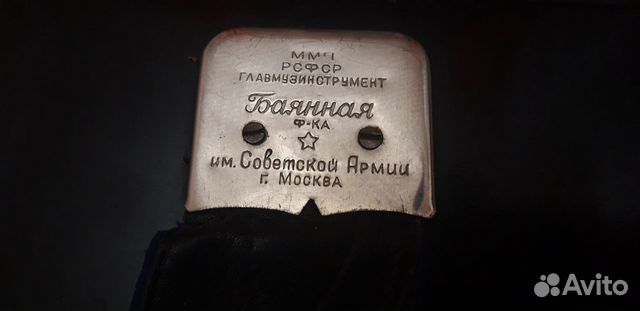 ММП
РСФСР
ГЛАВМУЗИНСТРУМЕНТ
Баянная
Ф-КА
им. Советской Армии
г. Москва
Avito